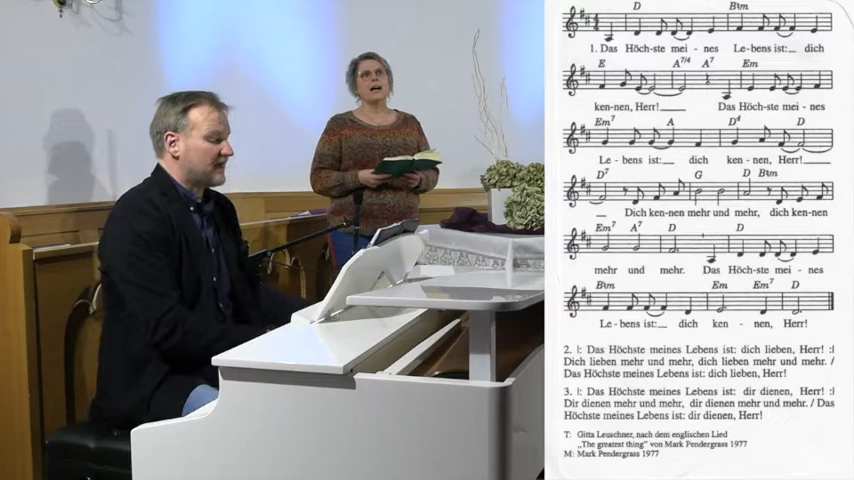 D Bm
1. Das Höch-ste mei - nes Le-bens ist:__ dich
E A7/4 A7 Em
ken-nen, Herr!____ Das Höch-ste mei - nes
Em7 A D4 D
Le - bens ist:__ dich ken - nen, Herr!____
D7 G D Bm
__ Dich ken-nen mehr und mehr, dich ken-nen
Em7 A7 D D
mehr und mehr. Das Höch-ste mei - nes
Bm Em Em7 D
Le - bens ist:__ dich ken - nen, Herr!
2. |: Das Höchste meines Lebens ist: dich lieben, Herr! :|
Dich lieben mehr und mehr, dich lieben mehr und mehr. /
Das Höchste meines Lebens ist: dich lieben, Herr!
3. |: Das Höchste meines Lebens ist: dir dienen, Herr! :|
Dir dienen mehr und mehr, dir dienen mehr und mehr. / Das
Höchste meines Lebens ist: dir dienen, Herr!
T: Gitta Leuschner, nach dem englischen Lied
„The greatest thing" von Mark Pendergrass 1977
M: Mark Pendergrass 1977